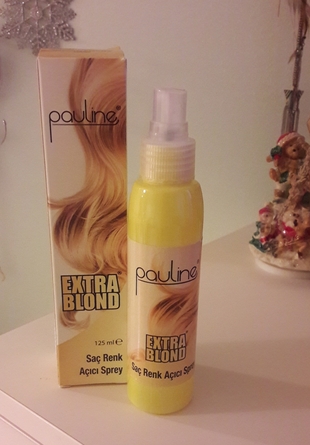 pauline®
EXTRA
BLOND
125 ml ℮
Saç Renk
Açıcı Sprey
pauline®
EXTRA
BLOND
Saç Renk Açıcı Sprey